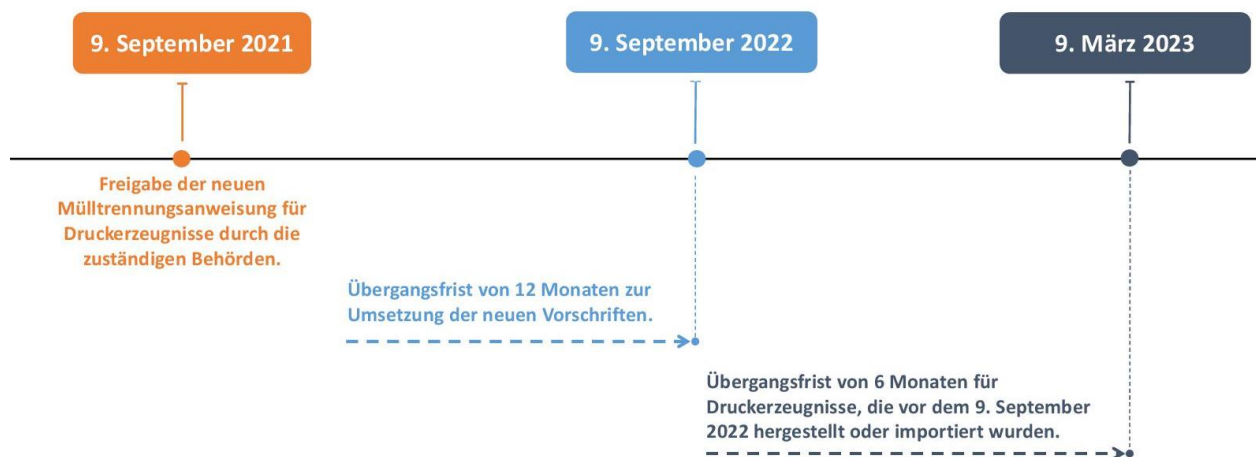 9. September 2021
9. September 2022
9. März 2023
Freigabe der neuen
Mülltrennungsanweisung für
Druckerzeugnisse durch die
zuständigen Behörden.
Übergangsfrist von 12 Monaten zur
Umsetzung der neuen Vorschriften.
Übergangsfrist von 6 Monaten für
Druckerzeugnisse, die vor dem 9. September
2022 hergestellt oder importiert wurden.